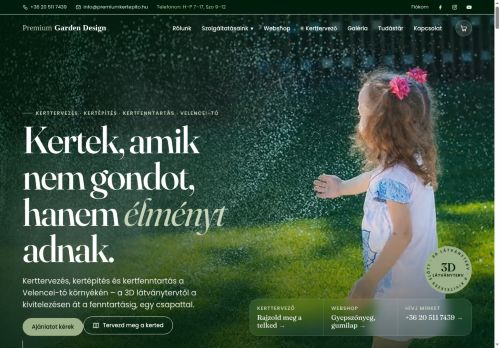 +36 20 511 7439 info@premiumkertepito.hu Telefonon: H–P 7–17, Szo 9–12 Fiókom
Premium Garden Design Rólunk Szolgáltatásaink Webshop Kerttervező Galéria Tudástár Kapcsolat
KERTTERVEZÉS · KERTÉPÍTÉS · KERTFENNTARTÁS · VELENCEI-TÓ
Kertek, amik
nem gondot,
hanem élményt
adnak.
Kerttervezés, kertépítés és kertfenntartás a
Velencei-tó környékén – a 3D látványtervtől a
kivitelezésen át a fenntartásig, egy csapattal.
Ajánlatot kérek Tervezd meg a kerted
3D
LÁTVÁNYTERV
KERTTERVEZŐ WEBSHOP HÍVJ MINKET
Rajzold meg a telked → Gyepszőnyeg, gumilap → +36 20 511 7439 →